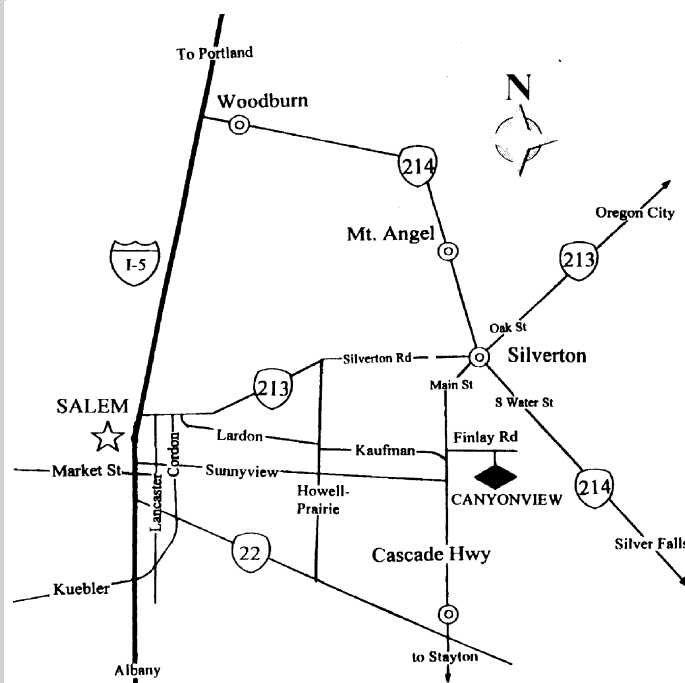 To Portland
N
Woodburn
214
Oregon City
Mt. Angel
213
I-5
Oak St
Silverton Rd
Silverton
Main St
213
S Water St
SALEM
Lardon
Cordon
Kaufman
Finlay Rd
Market St
Sunnyview
Lancaster
Howell-
Prairie
CANYONVIEW
214
22
Cascade Hwy
Silver Falls
Kuebler
to Stayton
Albany